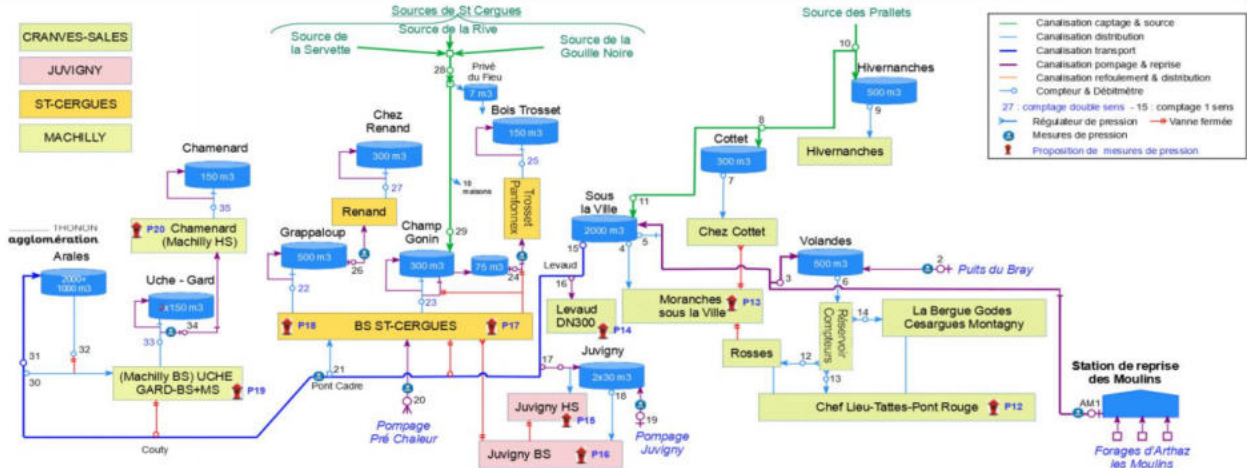 Sources de St Cergues
Source de la Rive
Source de
la Servette
Source de la
Gouille Noire
Source des Prallets
CRANVES-SALES
JUVIGNY
ST-CERGUES
MACHILLY
Canalisation captage & source
Canalisation distribution
Canalisation transport
Canalisation pompage & reprise
Canalisation refoulement & distribution
Compteur & Débitmètre
27 : comptage double sens - 15 : comptage 1 sens
Régulateur de pression
Vanne fermée
Mesures de pression
Proposition de mesures de pression
28
Privé
du Fieu
7 m3
10
Hivernanches
500 m3
9
Hivernanches
8
Cottet
300 m3
7
Chez Cottet
Bois Trosset
150 m3
25
Trosset
Panfonnex
Chez
Renand
300 m3
27
Renand
10
maisons
Chamenard
150 m3
35
P20
Chamenard
(Machilly HS)
THONON
agglomération
Arales
2000+
1000 m3
Uche - Gard
3x150 m3
34
33
32
31
30
(Machilly BS) UCHE
GARD-BS+MS
P19
Couty
Grappaloup
500 m3
26
22
Champ
Gonin
29
300 m3
75 m3
24
23
P18
BS ST-CERGUES
P17
21
Pont Cadre
20
Pompage
Pré Chaleur
Sous
la Ville
11
2000 m3
15
4
5
Levaud
16
Levaud
DN300
P14
Moranches
sous la Ville
P13
Volandes
500 m3
3
2
Puits du Bray
6
Réservoir
Compteurs
14
La Bergue Godes
Cesargues Montagny
Rosses
12
13
Chef Lieu-Tattes-Pont Rouge
P12
17
Juvigny
2x30 m3
18
19
Juvigny HS
P15
Juvigny BS
P16
Pompage
Juvigny
Station de reprise
des Moulins
AM1
Forages d'Arthaz
les Moulins